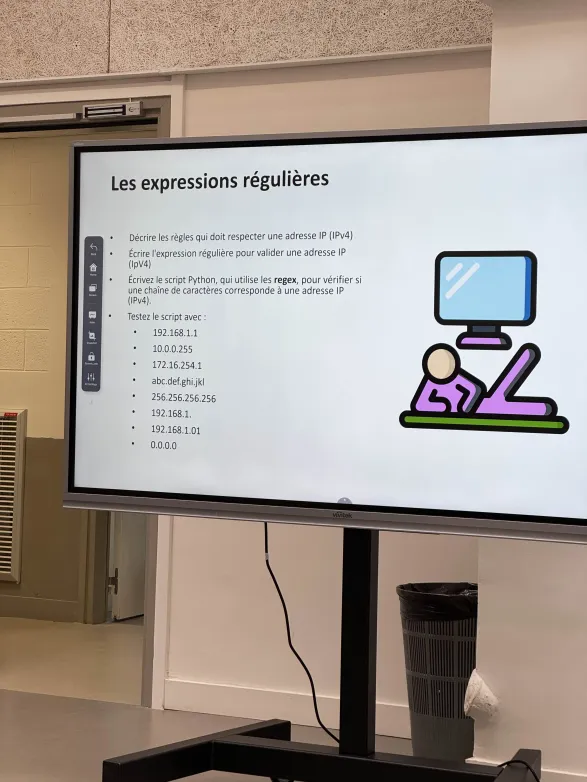 Les expressions régulières
• Décrire les règles qui doit respecter une adresse IP (IPv4)
• Écrire l'expression régulière pour valider une adresse IP
(IpV4)
• Écrivez le script Python, qui utilise les regex, pour vérifier si
une chaîne de caractères correspond à une adresse IP
(IPv4).
• Testez le script avec :
• 192.168.1.1
• 10.0.0.255
• 172.16.254.1
• abc.def.ghi.jkl
• 256.256.256.256
• 192.168.1.
• 192.168.1.01
• 0.0.0.0